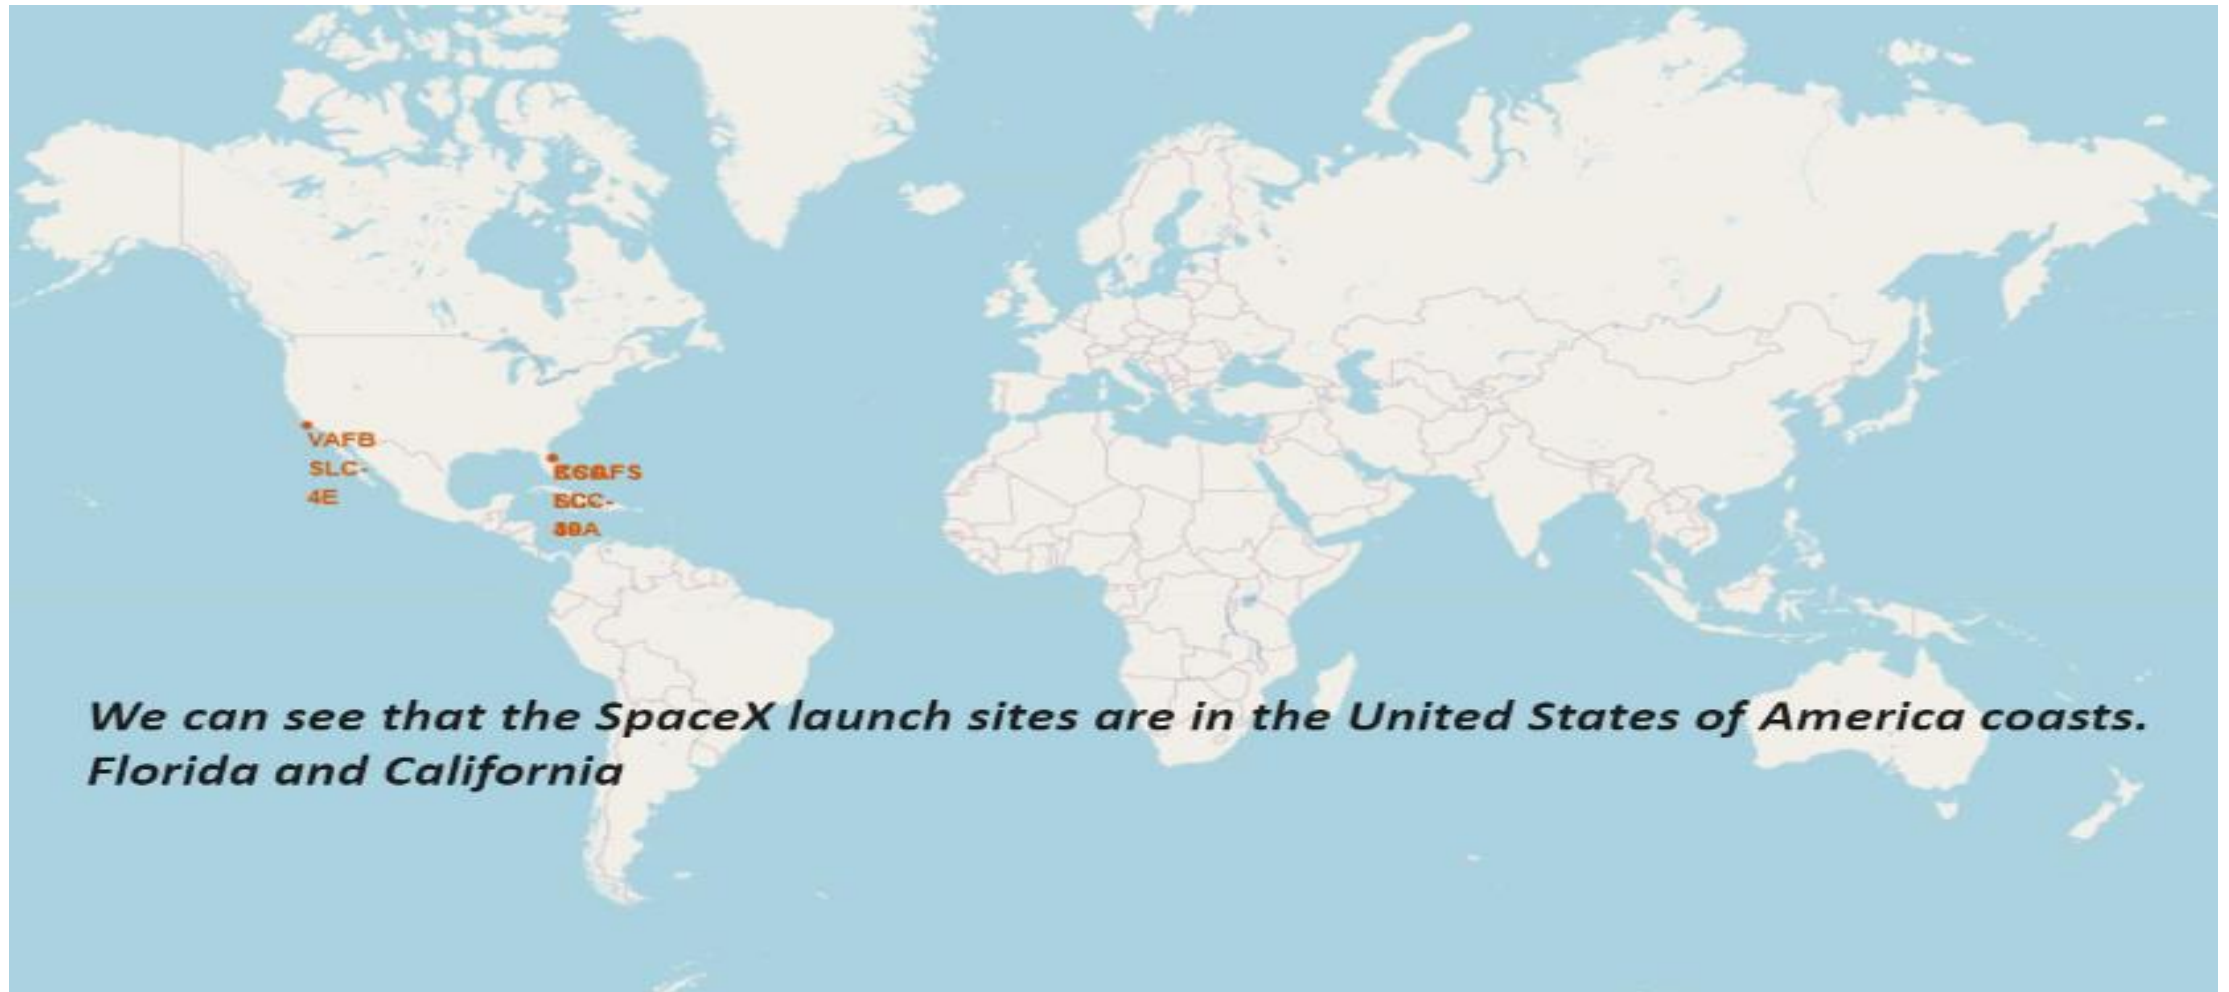 VAFB
SLC-
4E
We can see that the SpaceX launch sites are in the United States of America coasts.
Florida and California